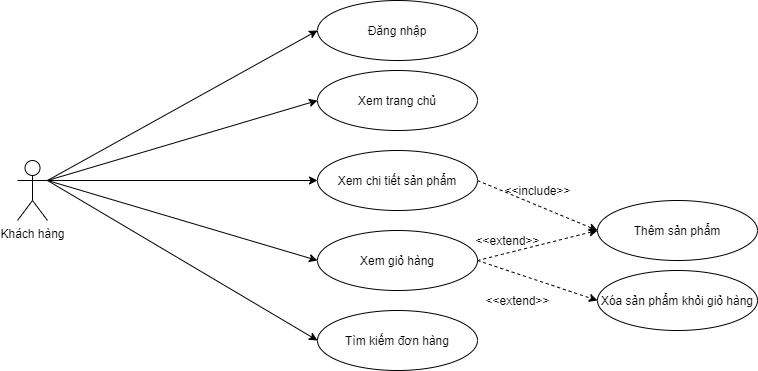 Đăng nhập
Xem trang chủ
Xem chi tiết sản phẩm
<<include>>
Khách hàng
Thêm sản phẩm
<<extend>>
Xem giỏ hàng
<<extend>>
Xóa sản phẩm khỏi giỏ hàng
Tìm kiếm đơn hàng